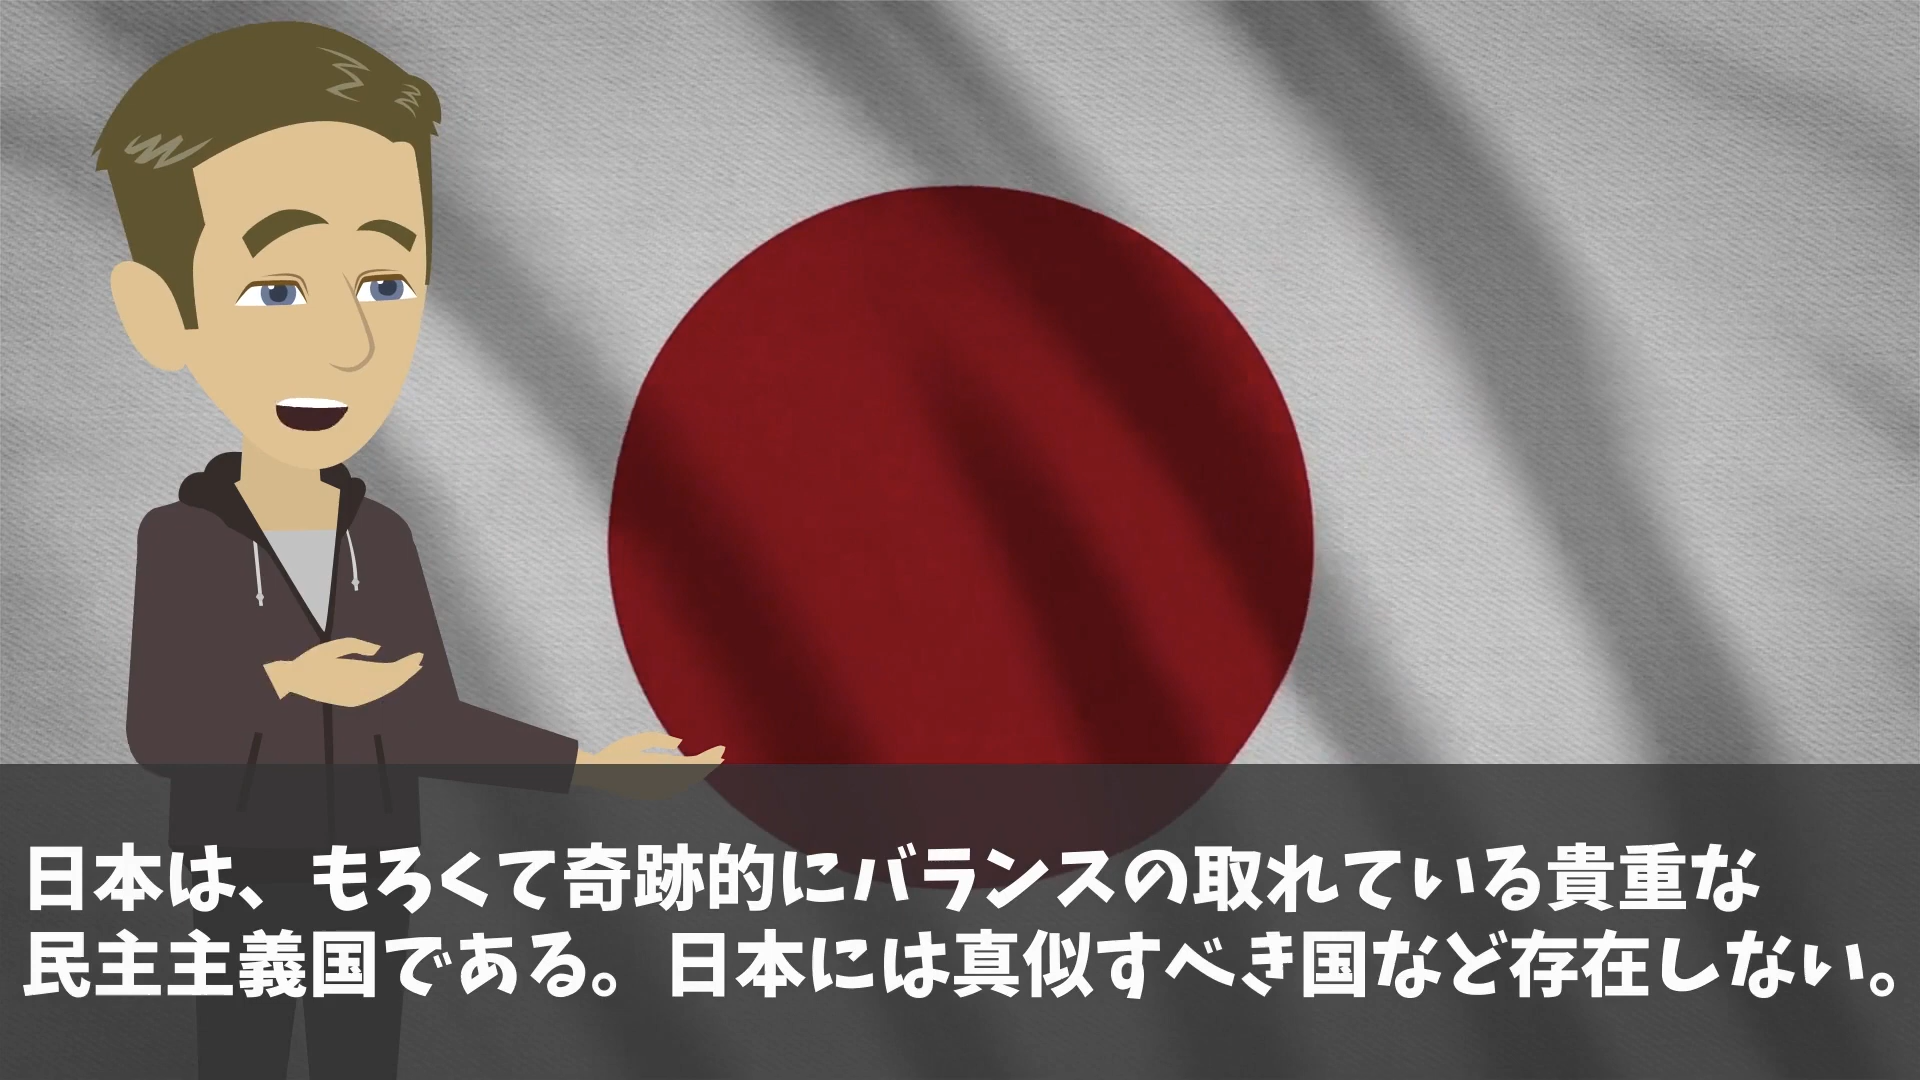 日本は、もろくて奇跡的にバランスの取れている貴重な
民主主義国である。日本には真似すべき国など存在しない。